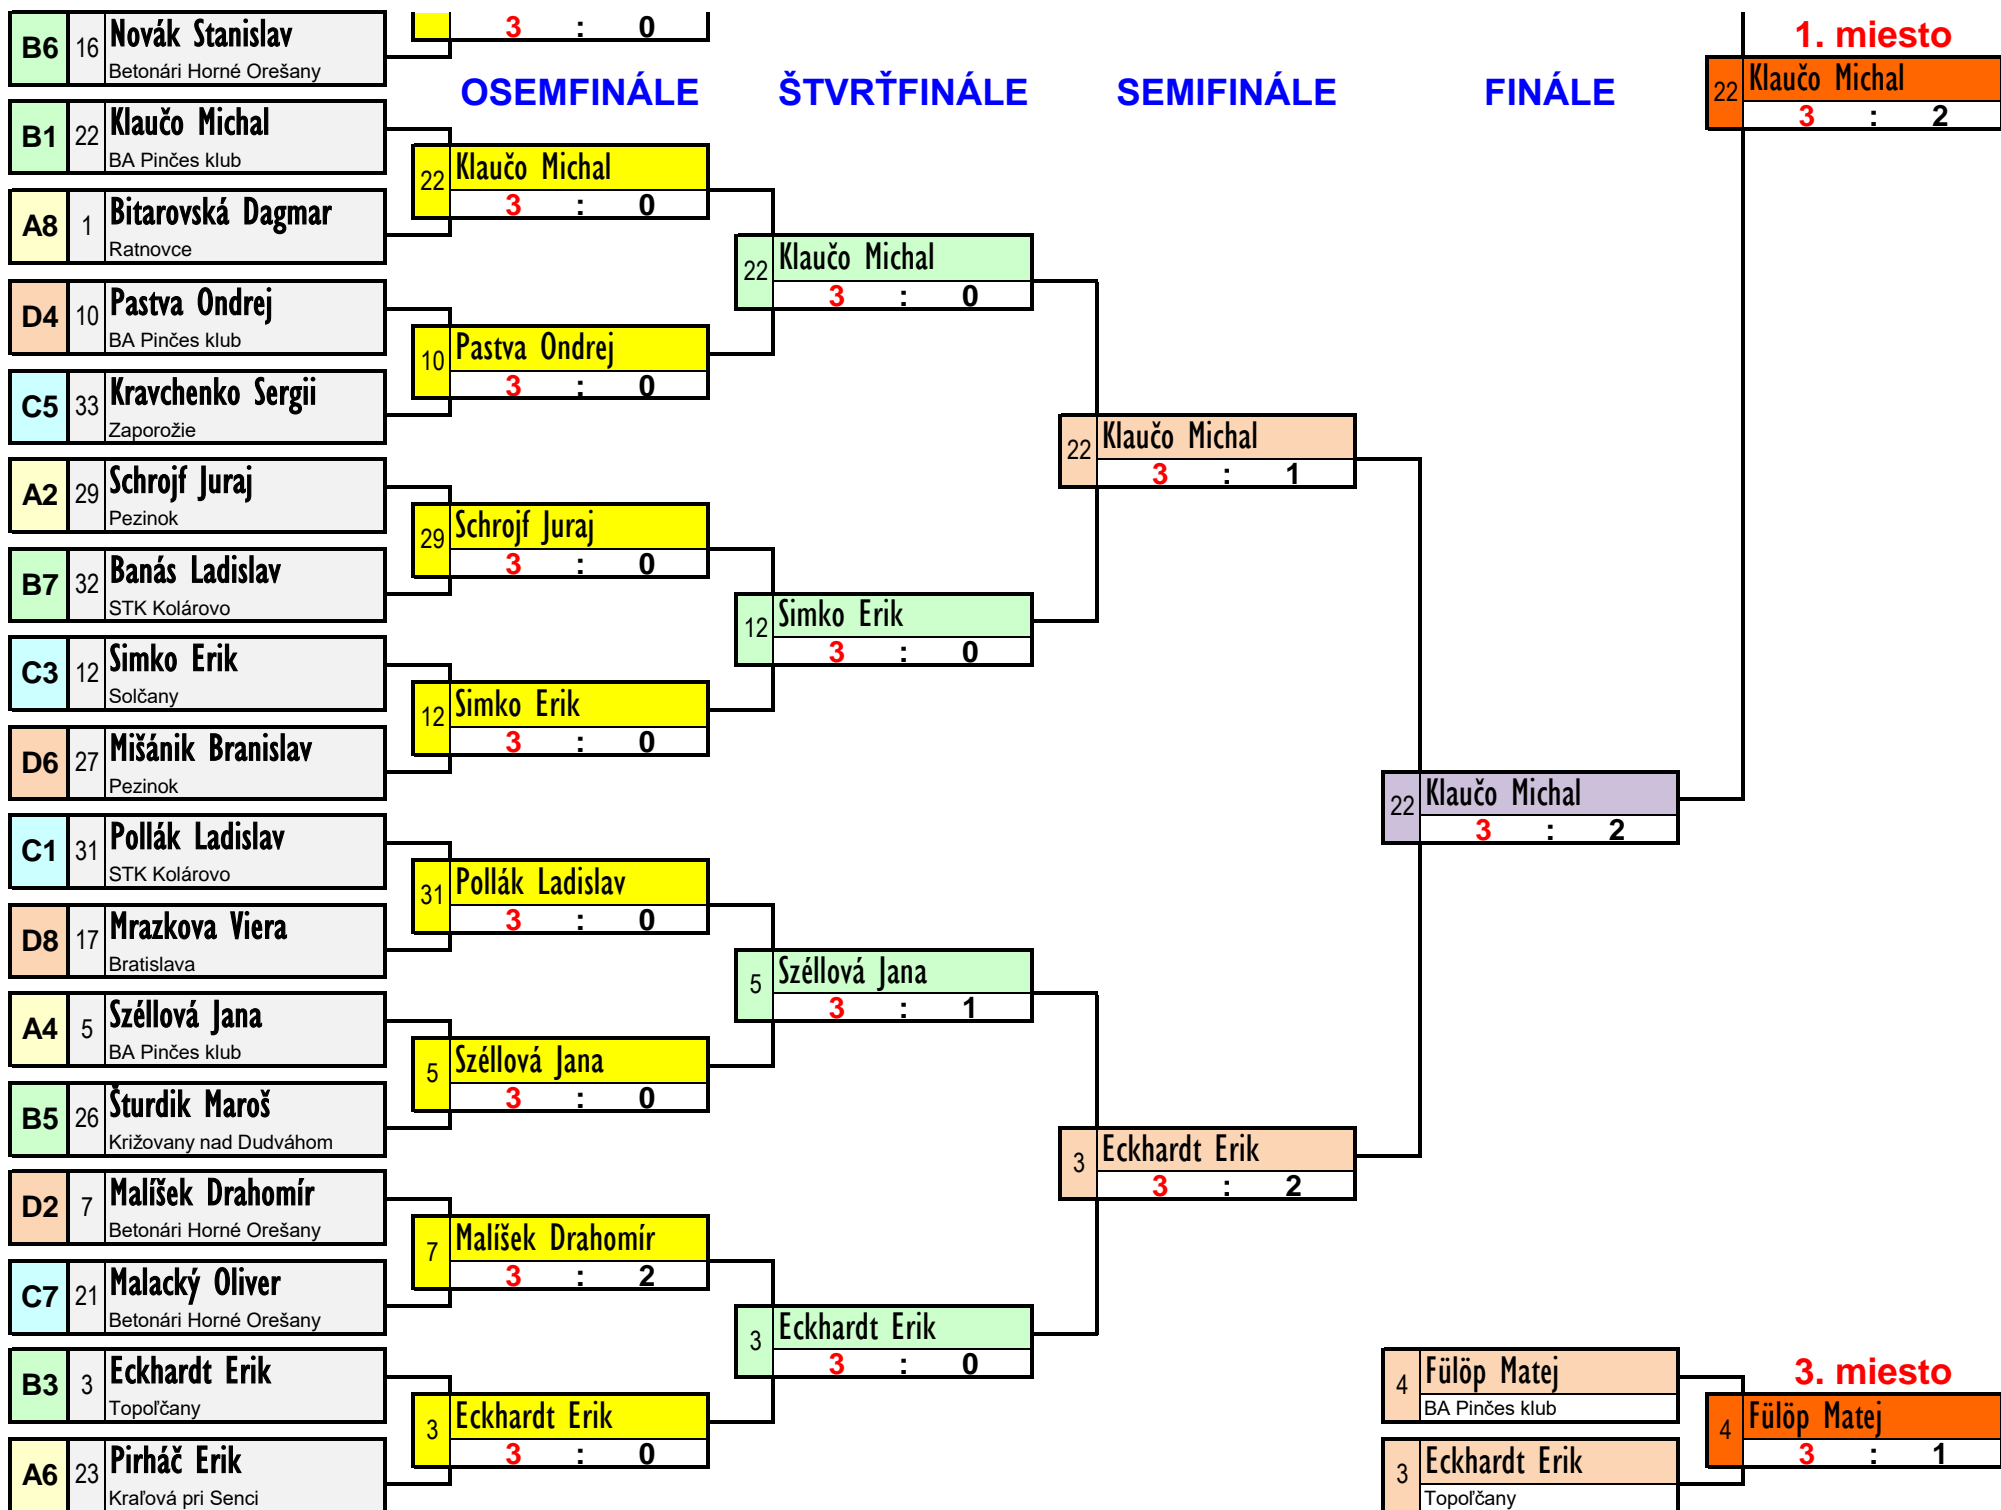 B6 16 Novák Stanislav
Betonári Horné Orešany
3 : 0
1. miesto
22 Klaučo Michal
3 : 2
OSEMFINÁLE ŠTVRŤFINÁLE SEMIFINÁLE FINÁLE
B1 22 Klaučo Michal
BA Pinčes klub
22 Klaučo Michal
3 : 0
A8 1 Bitarovská Dagmar
Ratnovce
22 Klaučo Michal
3 : 0
D4 10 Pastva Ondrej
BA Pinčes klub
10 Pastva Ondrej
3 : 0
C5 33 Kravchenko Sergii
Zaporožie
22 Klaučo Michal
3 : 1
A2 29 Schrojf Juraj
Pezinok
29 Schrojf Juraj
3 : 0
B7 32 Banás Ladislav
STK Kolárovo
12 Simko Erik
3 : 0
C3 12 Simko Erik
Solčany
12 Simko Erik
3 : 0
D6 27 Mišánik Branislav
Pezinok
22 Klaučo Michal
3 : 2
C1 31 Pollák Ladislav
STK Kolárovo
31 Pollák Ladislav
3 : 0
D8 17 Mrazkova Viera
Bratislava
5 Széllová Jana
3 : 1
A4 5 Széllová Jana
BA Pinčes klub
5 Széllová Jana
3 : 0
B5 26 Šturdik Maroš
Križovany nad Dudváhom
3 Eckhardt Erik
3 : 2
D2 7 Malíšek Drahomír
Betonári Horné Orešany
7 Malíšek Drahomír
3 : 2
C7 21 Malacký Oliver
Betonári Horné Orešany
3 Eckhardt Erik
3 : 0
B3 3 Eckhardt Erik
Topoľčany
3 Eckhardt Erik
3 : 0
A6 23 Pirháč Erik
Kraľová pri Senci
4 Fülöp Matej
BA Pinčes klub
3. miesto
4 Fülöp Matej
3 : 1
3 Eckhardt Erik
Topoľčany